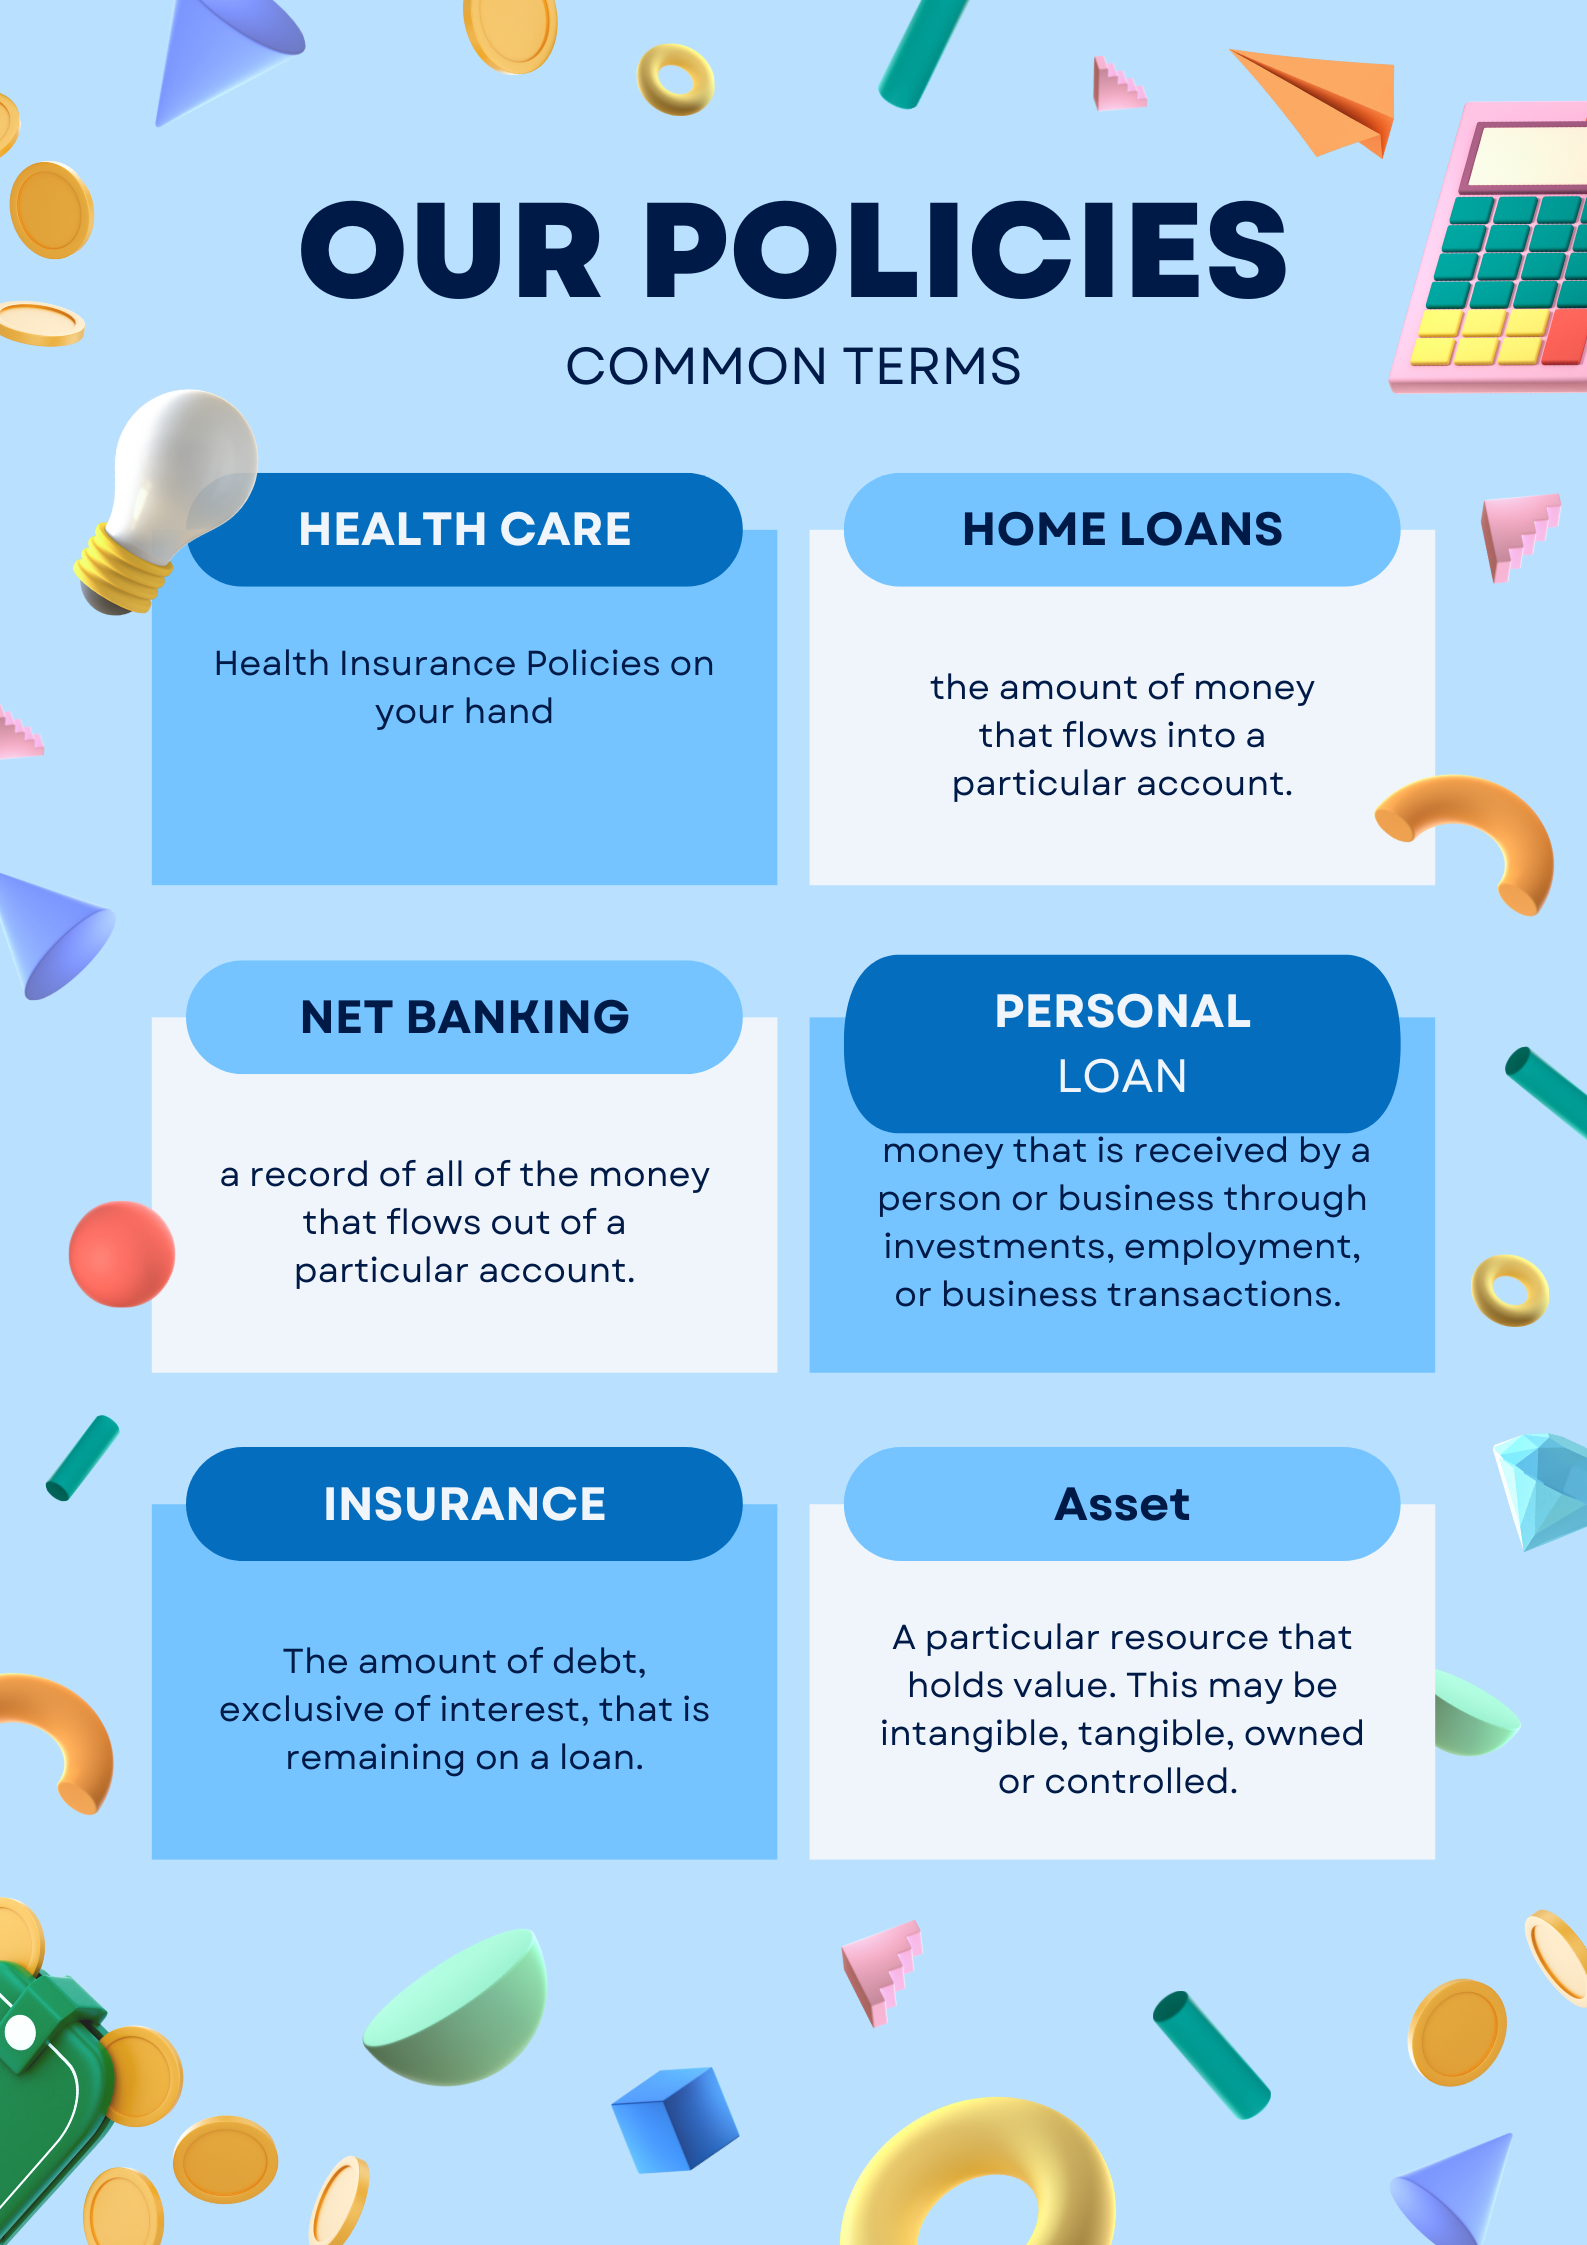 OUR POLICIES
COMMON TERMS
HEALTH CARE
Health Insurance Policies on
your hand
HOME LOANS
the amount of money
that flows into a
particular account.
NET BANKING
a record of all of the money
that flows out of a
particular account.
PERSONAL
LOAN
money that is received by a
person or business through
investments, employment,
or business transactions.
INSURANCE
The amount of debt,
exclusive of interest, that is
remaining on a loan.
Asset
A particular resource that
holds value. This may be
intangible, tangible, owned
or controlled.